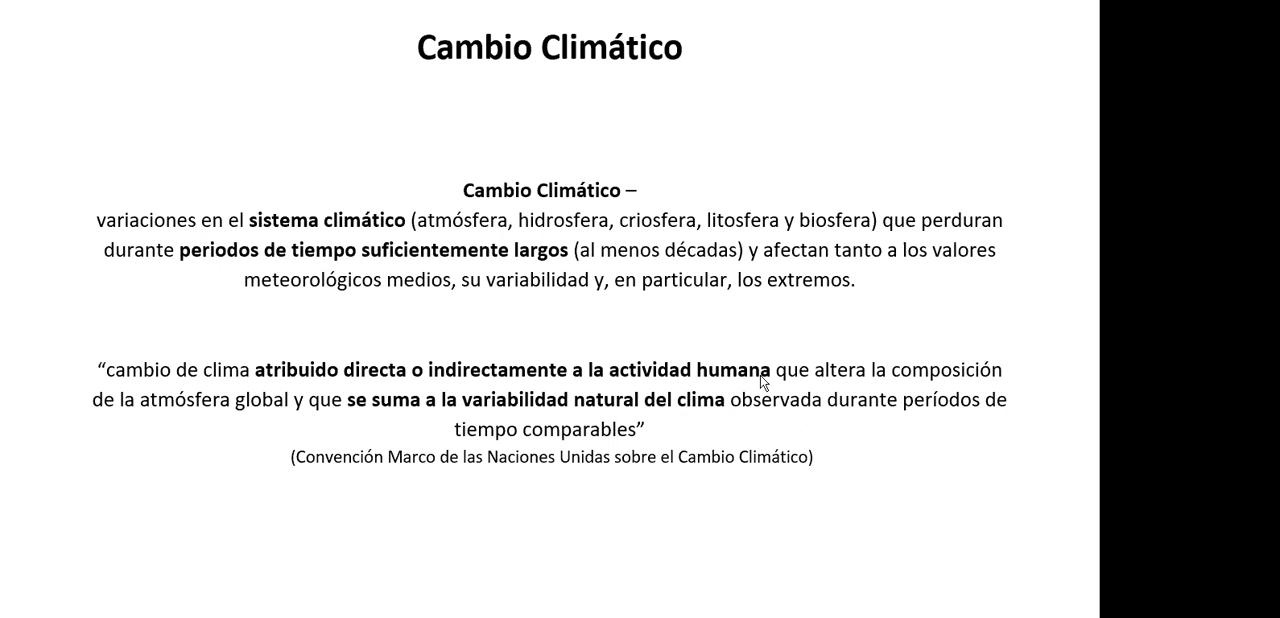 Cambio Climático
Cambio Climático –
variaciones en el sistema climático (atmósfera, hidrosfera, criosfera, litosfera y biosfera) que perduran
durante periodos de tiempo suficientemente largos (al menos décadas) y afectan tanto a los valores
meteorológicos medios, su variabilidad y, en particular, los extremos.
“cambio de clima atribuido directa o indirectamente a la actividad humana que altera la composición
de la atmósfera global y que se suma a la variabilidad natural del clima observada durante períodos de
tiempo comparables”
(Convención Marco de las Naciones Unidas sobre el Cambio Climático)